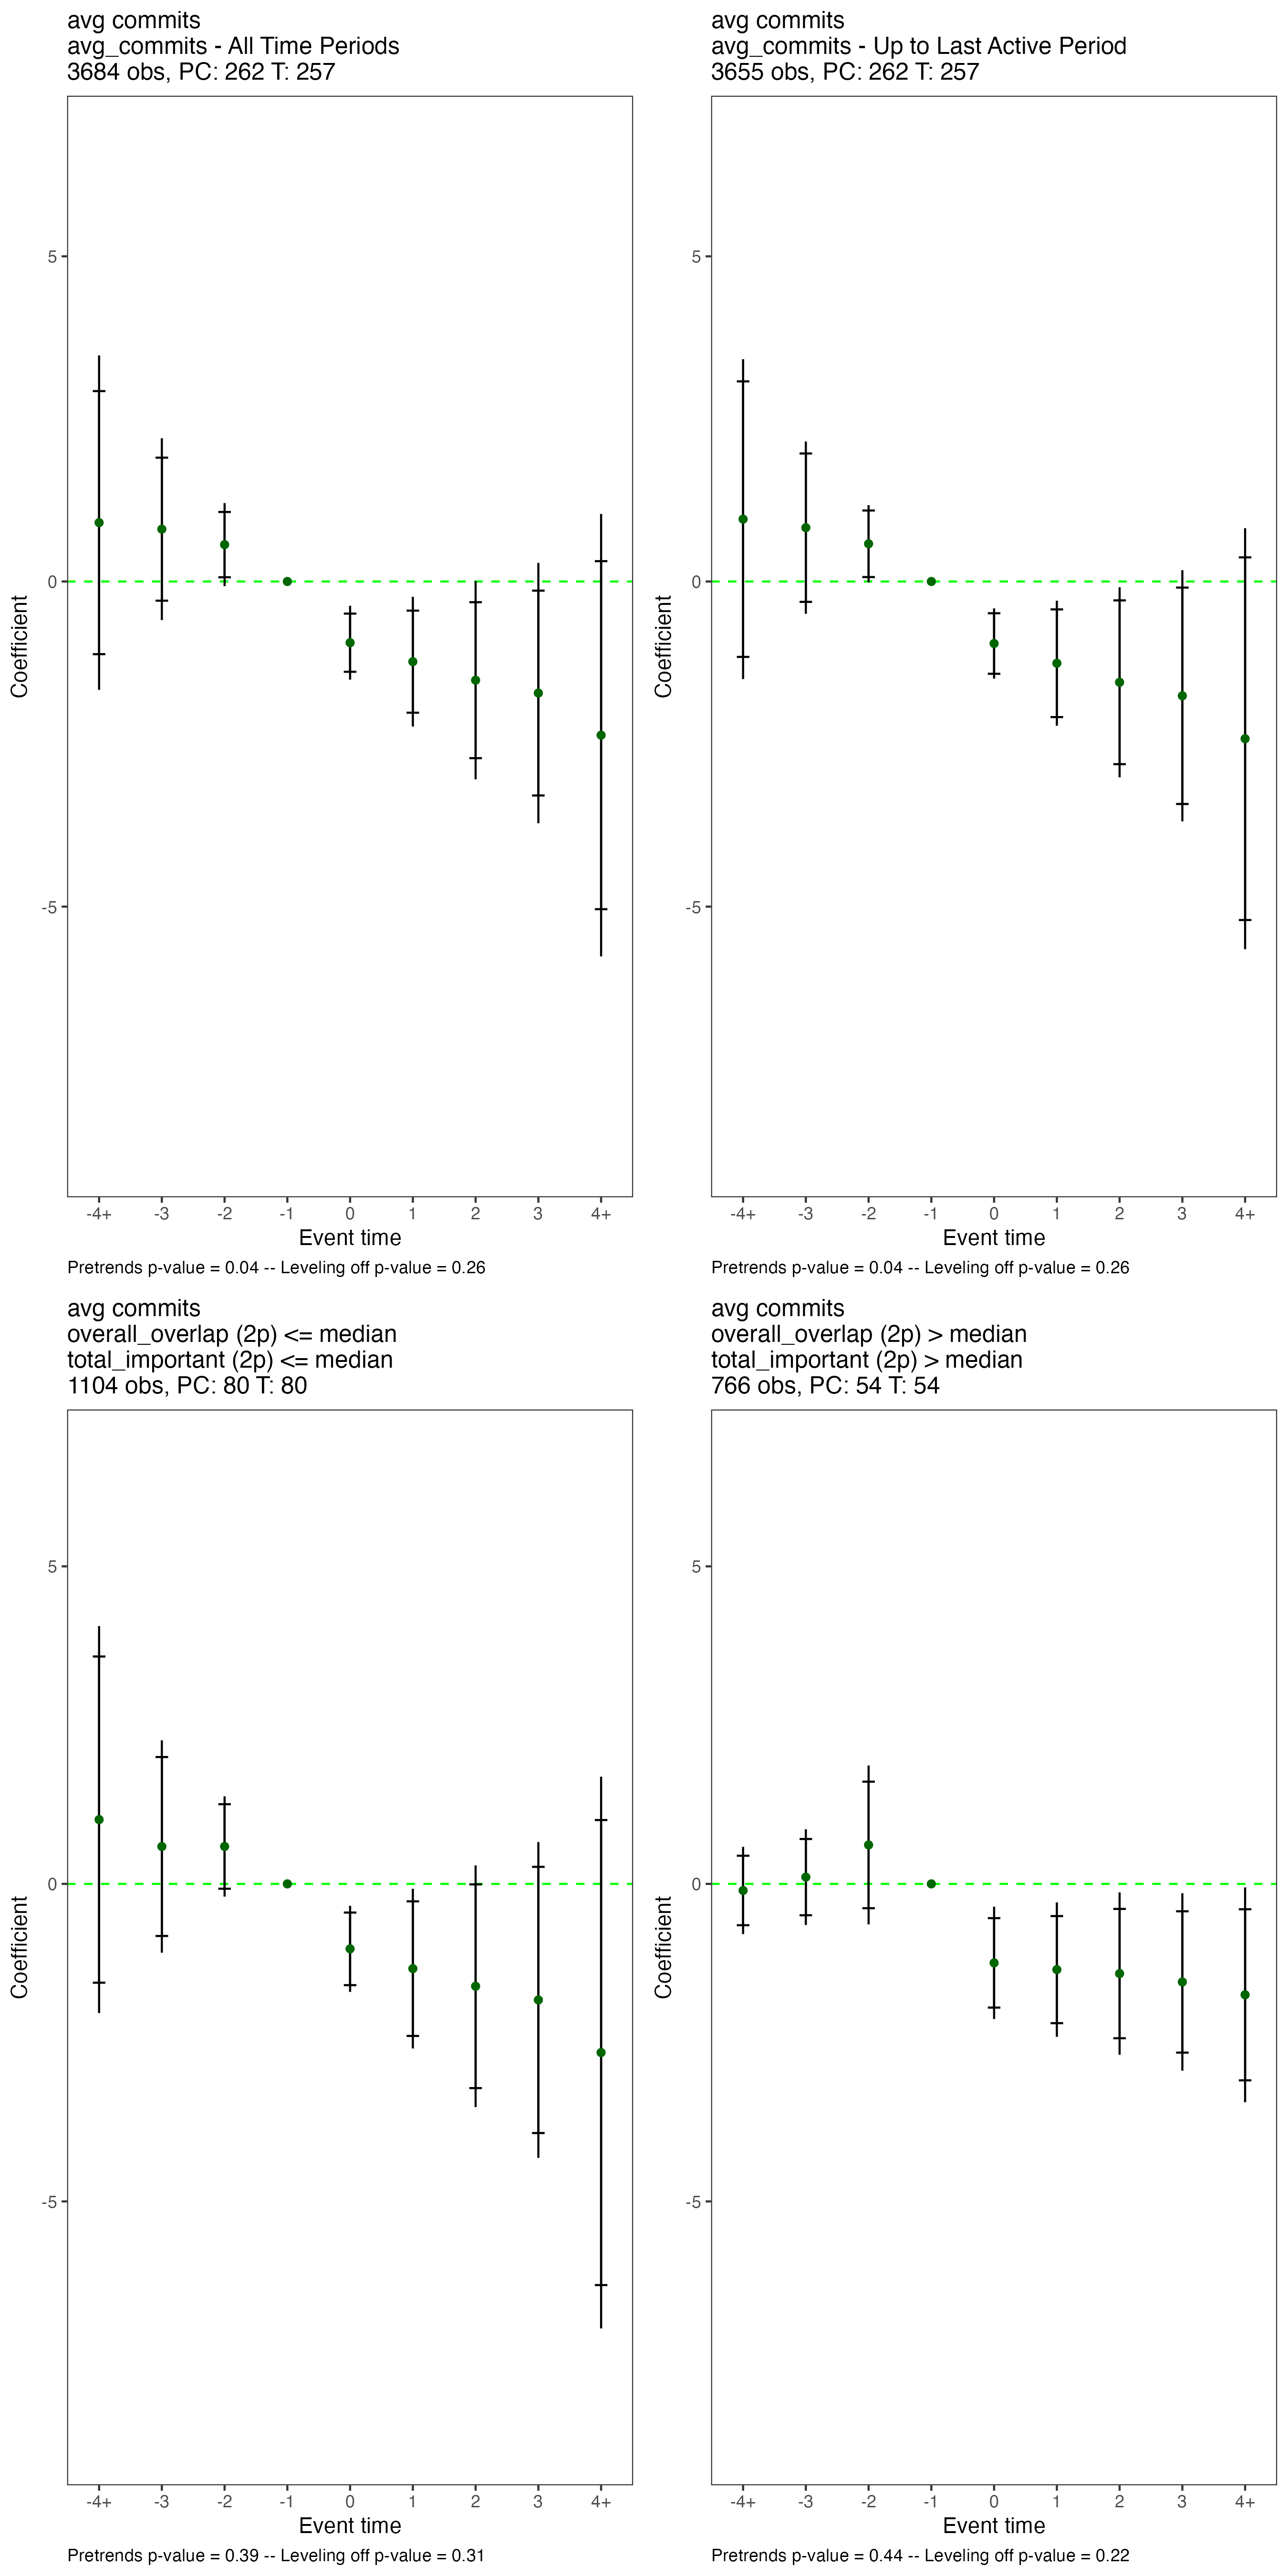 avg commits
avg_commits - All Time Periods
3684 obs, PC: 262 T: 257
5
0
-5
Coefficient
-4+ -3 -2 -1 0 1 2 3 4+
Event time
Pretrends p-value = 0.04 -- Leveling off p-value = 0.26
avg commits
avg_commits - Up to Last Active Period
3655 obs, PC: 262 T: 257
5
0
-5
Coefficient
-4+ -3 -2 -1 0 1 2 3 4+
Event time
Pretrends p-value = 0.04 -- Leveling off p-value = 0.26
avg commits
overall_overlap (2p) <= median
total_important (2p) <= median
1104 obs, PC: 80 T: 80
5
0
-5
Coefficient
-4+ -3 -2 -1 0 1 2 3 4+
Event time
Pretrends p-value = 0.39 -- Leveling off p-value = 0.31
avg commits
overall_overlap (2p) > median
total_important (2p) > median
766 obs, PC: 54 T: 54
5
0
-5
Coefficient
-4+ -3 -2 -1 0 1 2 3 4+
Event time
Pretrends p-value = 0.44 -- Leveling off p-value = 0.22